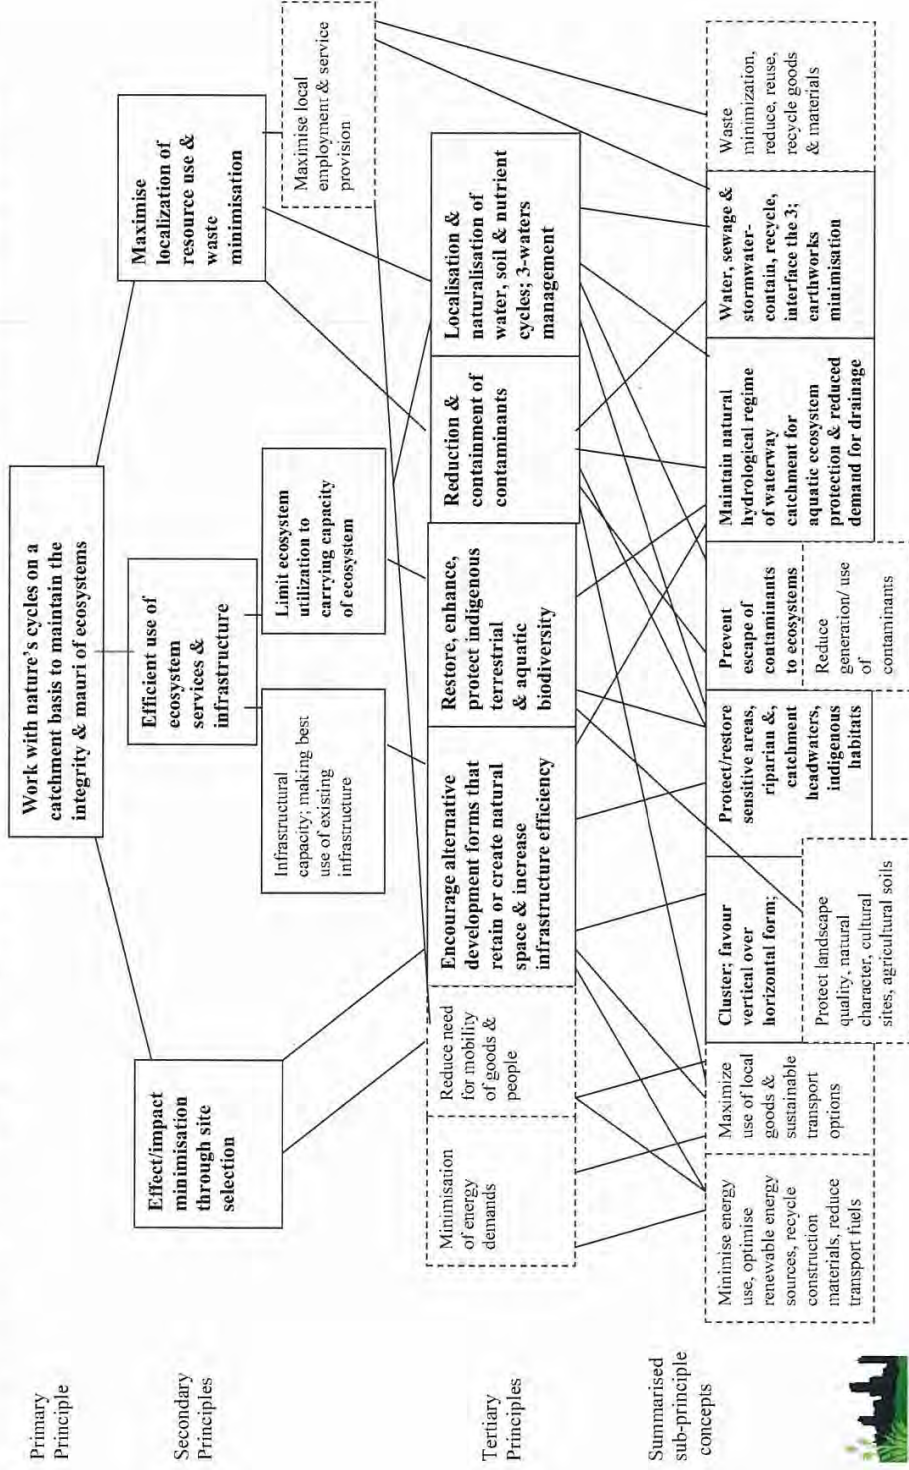 Primary
Principle
Work with nature's cycles on a
catchment basis to maintain the
integrity & mauri of ecosystems
Secondary
Principles
Effect/impact
minimisation
through site
selection
Efficient use of
ecosystem
services &
infrastructure
Maximise
localization of
resource use &
waste
minimisation
Infrastructural
capacity; making best
use of existing
infrastructure
Limit ecosystem
utilization to
carrying capacity
of ecosystem
Maximise local
employment & service
provision
Tertiary
Principles
Minimisation
of energy
demands
Reduce need
for mobility
of goods &
people
Encourage alternative
development forms that
retain or create natural
space & increase
infrastructure efficiency
Restore, enhance,
protect indigenous
terrestrial
& aquatic
biodiversity
Reduction &
containment of
contaminants
Localisation &
naturalisation of
water, soil & nutrient
cycles; 3-waters
management
Summarised
sub-principle
concepts
Minimise energy
use, optimise
renewable energy
sources, recycle
construction
materials, reduce
transport fuels
Maximize
use of local
goods &
sustainable
transport
options
Cluster; favour
vertical over
horizontal form;
Protect landscape
quality, natural
character, cultural
sites, agricultural soils
Protect/restore
sensitive areas,
riparian &,
catchment
headwaters,
indigenous
habitats
Prevent
escape of
contaminants
to ecosystems
Reduce
generation/ use
of
contaminants
Maintain natural
hydrological regime
of waterway
catchment for
aquatic ecosystem
protection & reduced
demand for drainage
Water, sewage &
stormwater-
contain, recycle,
interface the 3;
earthworks
minimisation
Waste
minimization,
reduce, reuse,
recycle goods
& materials